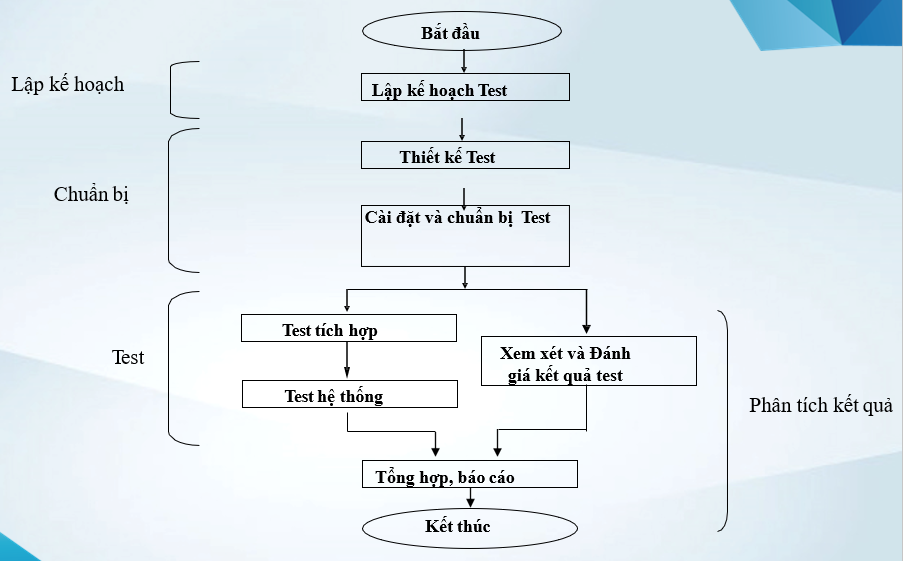 Bắt đầu
Lập kế hoạch
Lập kế hoạch Test
Thiết kế Test
Chuẩn bị
Cài đặt và chuẩn bị Test
Test tích hợp
Test
Xem xét và Đánh
giá kết quả test
Test hệ thống
Phân tích kết quả
Tổng hợp, báo cáo
Kết thúc